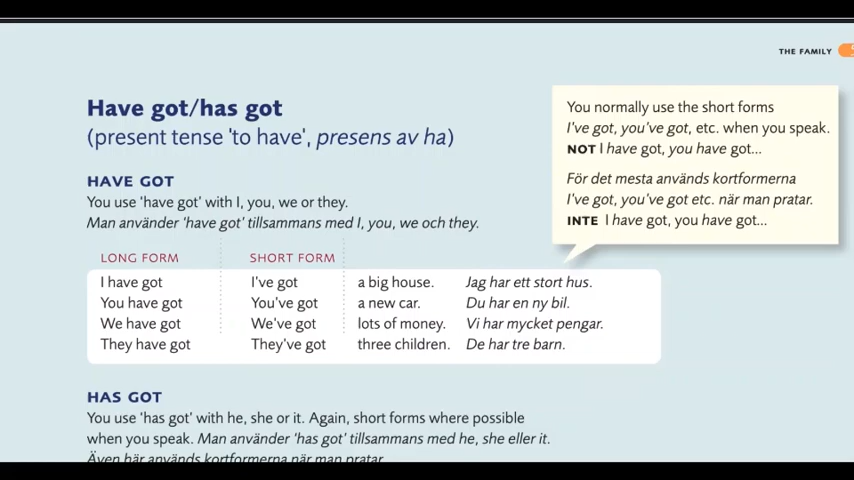 THE FAMILY
Have got/has got
(present tense 'to have', presens av ha)
You normally use the short forms
I've got, you've got, etc. when you speak.
NOT I have got, you have got...
För det mesta används kortformerna
I've got, you've got etc. när man pratar.
INTE I have got, you have got...
HAVE GOT
You use 'have got' with I, you, we or they.
Man använder 'have got' tillsammans med I, you, we och they.
LONG FORM SHORT FORM
I have got I've got a big house. Jag har ett stort hus.
You have got You've got a new car. Du har en ny bil.
We have got We've got lots of money. Vi har mycket pengar.
They have got They've got three children. De har tre barn.
HAS GOT
You use 'has got' with he, she or it. Again, short forms where possible
when you speak. Man använder 'has got' tillsammans med he, she eller it.
Även här används kortformerna när man pratar.